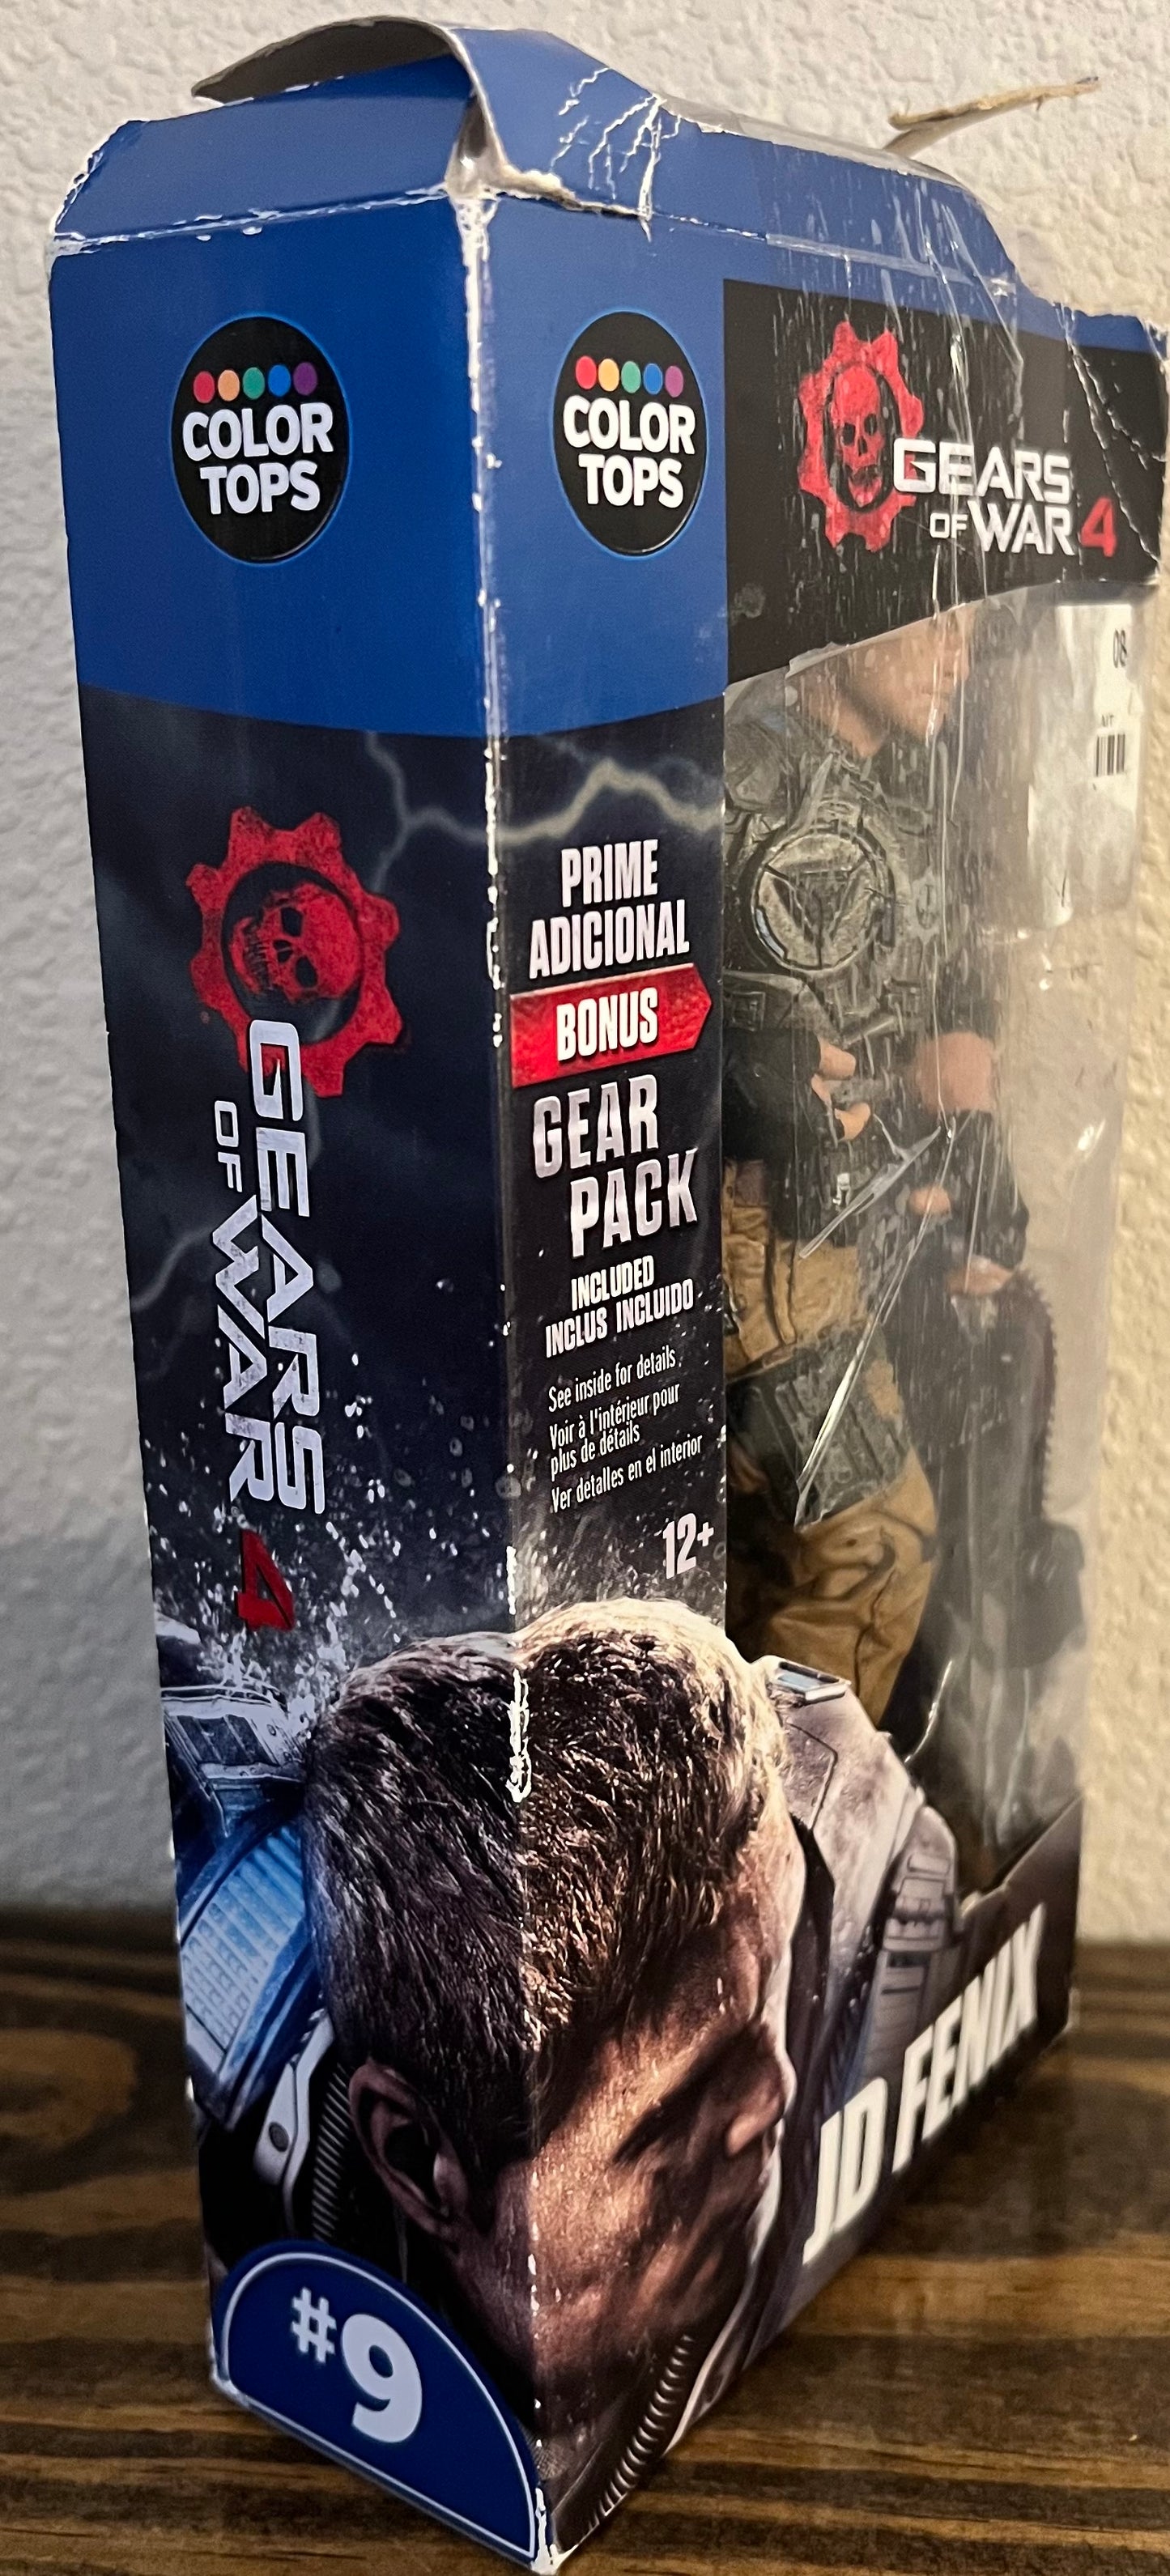 COLOR
TOPS
GEARS
OF WAR
4
#9
COLOR
TOPS
PRIME
ADICIONAL
BONUS
GEAR
PACK
INCLUDED
INCLUS INCLUIDO
See inside for details
Voir à l'intérieur pour
plus de détails
Ver detalles en el interior
12+
GEARS
OF WAR 4
08
JD FENIX